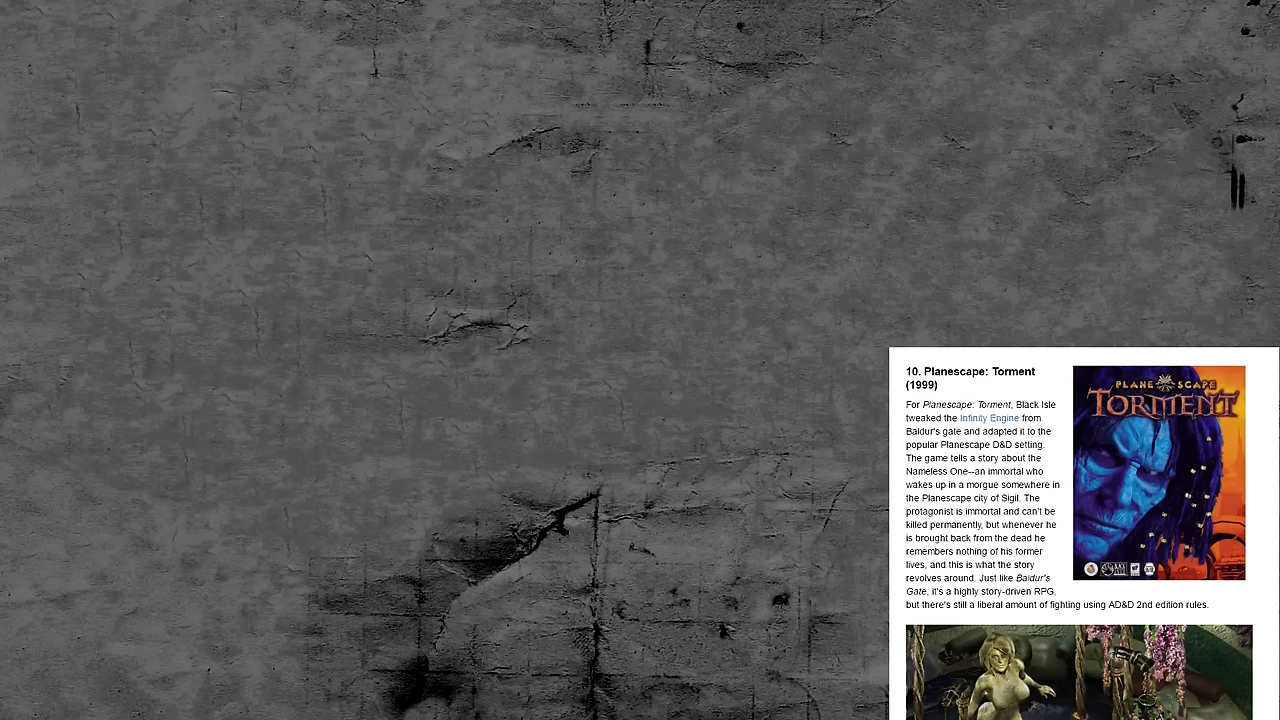 10. Planescape: Torment
(1999)
For Planescape: Torment, Black Isle
tweaked the Infinity Engine from
Baldur's gate and adapted it to the
popular Planescape D&D setting.
The game tells a story about the
Nameless One--an immortal who
wakes up in a morgue somewhere in
the Planescape city of Sigil. The
protagonist is immortal and can't be
killed permanently, but whenever he
is brought back from the dead he
remembers nothing of his former
lives, and this is what the story
revolves around. Just like Baldur's
Gate, it's a highly story-driven RPG,
but there's still a liberal amount of fighting using AD&D 2nd edition rules.
PLANESCAPE
TORMENT